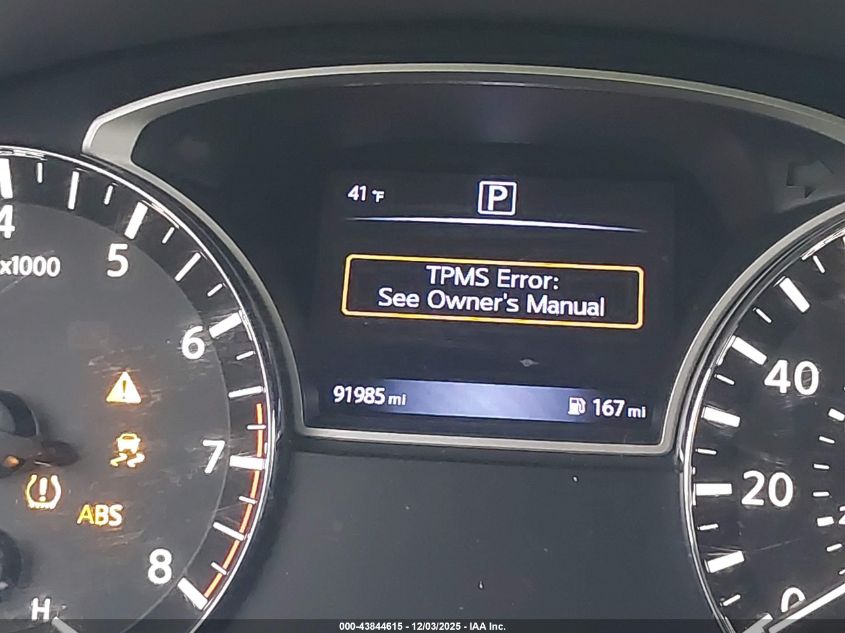 41 °F
P
TPMS Error:
See Owner's Manual
91985 mi
167 mi
4
x1000
5
6
7
8
ABS
H
40
20
0
000-43844615 - 12/03/2025 - IAA Inc.